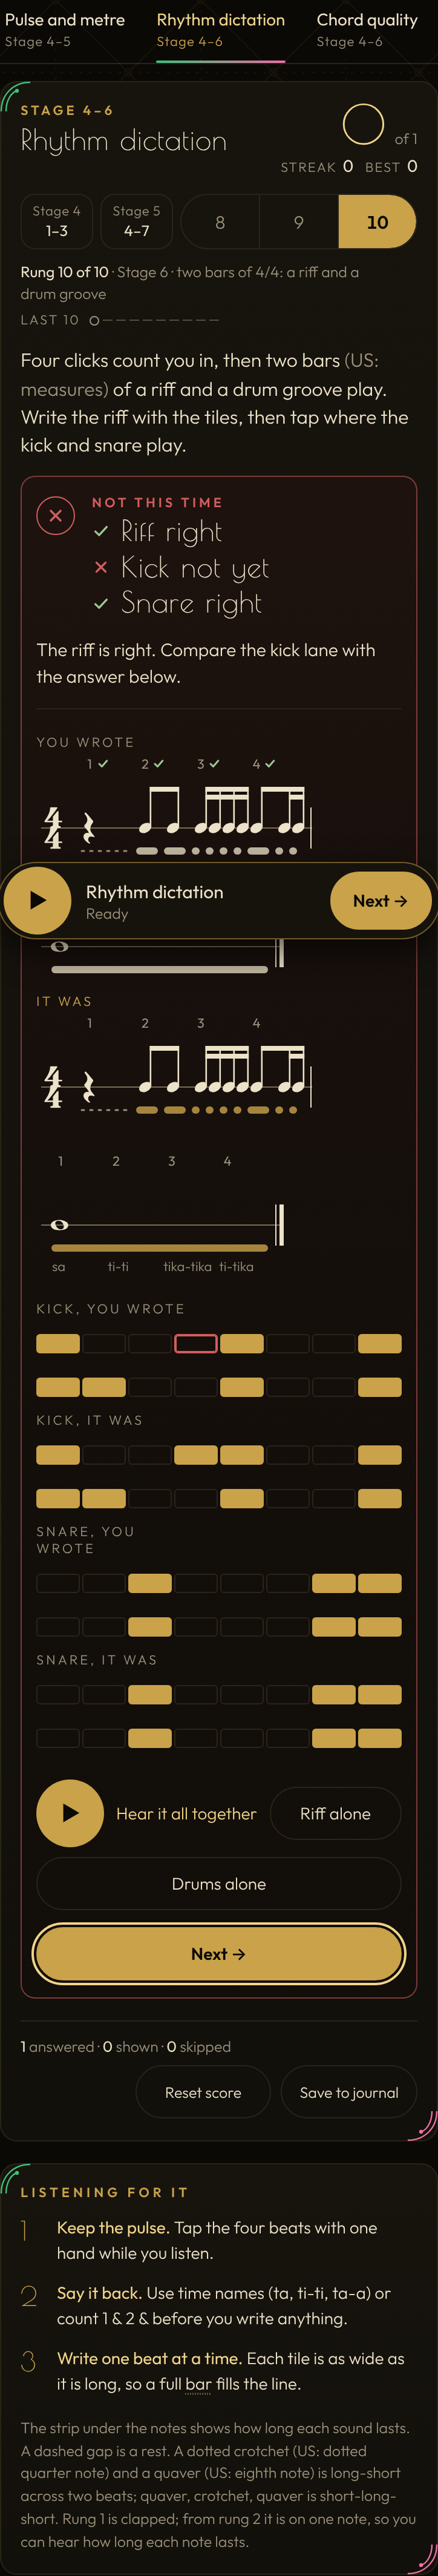 Pulse and metre
Rhythm dictation
Chord quality
Stage 4–5
Stage 4–6
Stage 4–6
STAGE 4–6
Rhythm dictation
of 1
STREAK 0 BEST 0
Stage 4
1–3
Stage 5
4–7
8
9
10
Rung 10 of 10 · Stage 6 · two bars of 4/4: a riff and a
drum groove
LAST 10
Four clicks count you in, then two bars (US:
measures) of a riff and a drum groove play.
Write the riff with the tiles, then tap where the
kick and snare play.
NOT THIS TIME
Riff right
Kick not yet
Snare right
The riff is right. Compare the kick lane with
the answer below.
YOU WROTE
1 ✓ 2 ✓ 3 ✓ 4 ✓
4
4
Rhythm dictation
Ready
Next →
IT WAS
1 2 3 4
4
4
1 2 3 4
sa ti-ti tika-tika ti-tika
KICK, YOU WROTE
KICK, IT WAS
SNARE, YOU
WROTE
SNARE, IT WAS
Hear it all together
Riff alone
Drums alone
Next →
1 answered · 0 shown · 0 skipped
Reset score
Save to journal
LISTENING FOR IT
1 Keep the pulse. Tap the four beats with one
hand while you listen.
2 Say it back. Use time names (ta, ti-ti, ta-a) or
count 1 & 2 & before you write anything.
3 Write one beat at a time. Each tile is as wide as
it is long, so a full bar fills the line.
The strip under the notes shows how long each sound lasts.
A dashed gap is a rest. A dotted crotchet (US: dotted
quarter note) and a quaver (US: eighth note) is long-short
across two beats; quaver, crotchet, quaver is short-long-
short. Rung 1 is clapped; from rung 2 it is on one note, so you
can hear how long each note lasts.